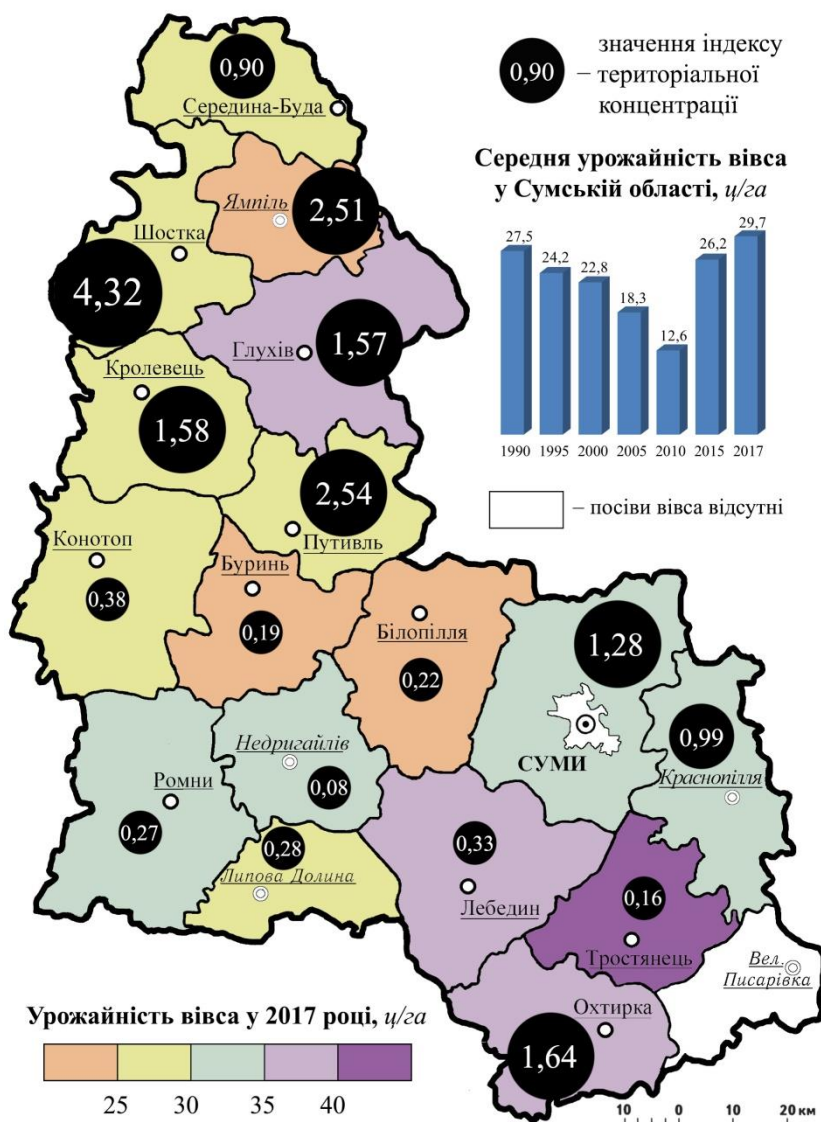 0,90
значення індексу
– територіальної
концентрації
0,90
Середина-Буда
Середня урожайність вівса
у Сумській області, ц/га
27,5
24,2
22,8
18,3
12,6
26,2
29,7
1990
1995
2000
2005
2010
2015
2017
– посіви вівса відсутні
Ямпіль
2,51
Шостка
4,32
Глухів
1,57
Кролевець
1,58
2,54
Путивль
Конотоп
0,38
Буринь
0,19
Білопілля
0,22
1,28
СУМИ
0,99
Краснопілля
Недригайлів
0,08
Ромни
0,27
0,28
Липова Долина
0,33
Лебедин
0,16
Тростянець
Вел.
Писарівка
Охтирка
1,64
Урожайність вівса у 2017 році, ц/га
25
30
35
40
10 0 10 20 км